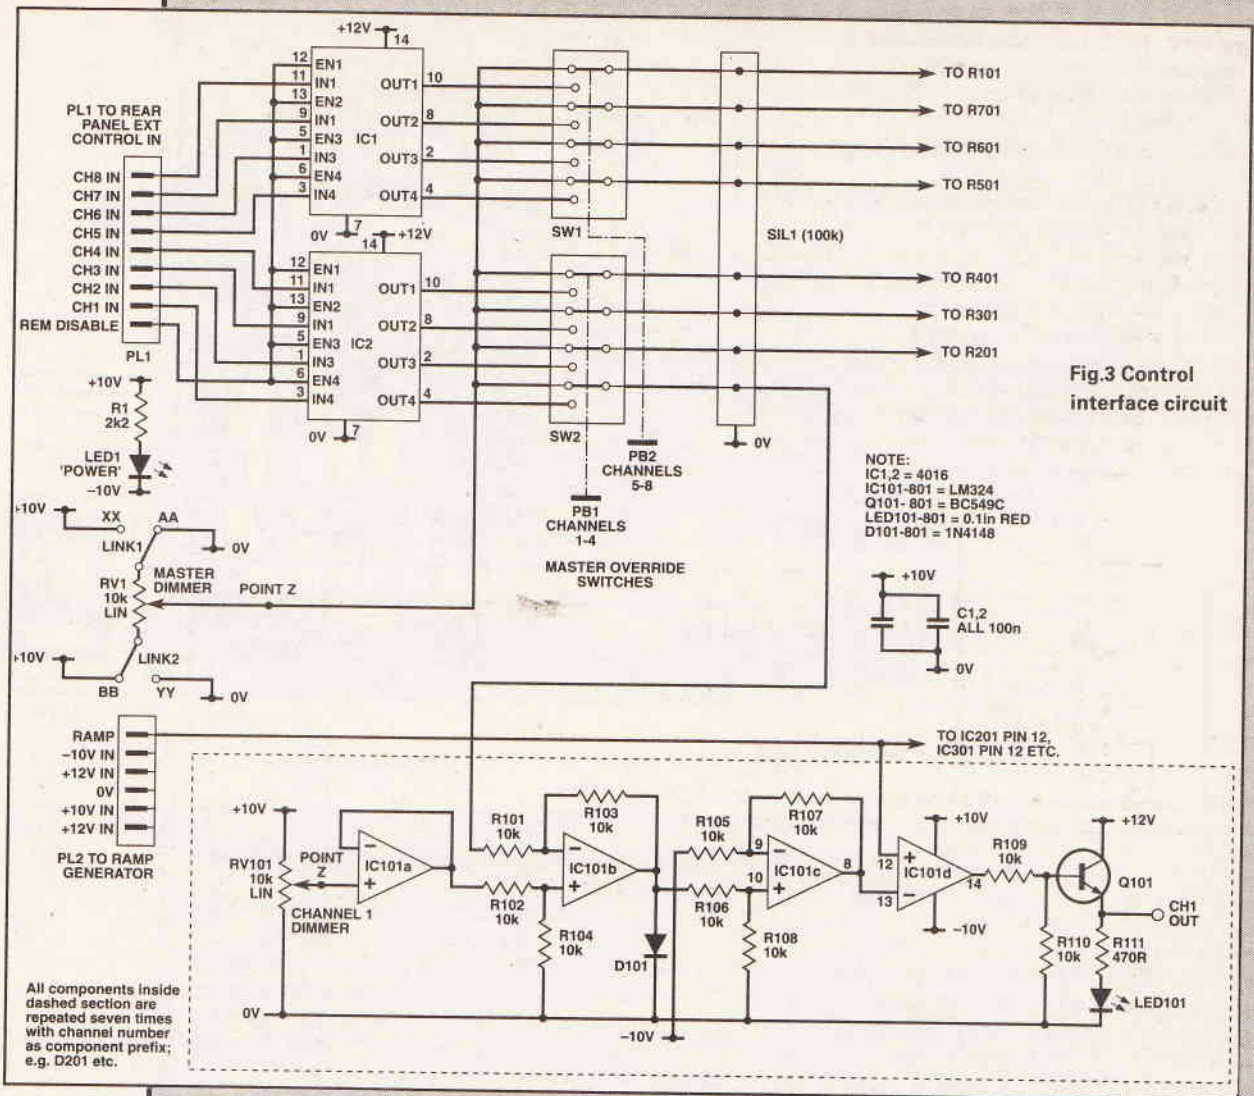 +12V
14
12 EN1
11 IN1
13 EN2
9 IN1
5 EN3 IC1
1 IN3
6 EN4
3 IN4
OUT1 10
OUT2 8
OUT3 2
OUT4 4
0V 7
PL1 TO REAR
PANEL EXT
CONTROL IN
CH8 IN
CH7 IN
CH6 IN
CH5 IN
CH4 IN
CH3 IN
CH2 IN
CH1 IN
REM DISABLE
PL1
14 +12V
12 EN1
11 IN1
13 EN2
9 IN1
5 EN3 IC2
1 IN3
6 EN4
3 IN4
OUT1 10
OUT2 8
OUT3 2
OUT4 4
0V 7
SW1
SW2
SIL1 (100k)
0V
TO R101
TO R701
TO R601
TO R501
TO R401
TO R301
TO R201
PB2
CHANNELS
5-8
PB1
CHANNELS
1-4
MASTER OVERRIDE
SWITCHES
Fig.3 Control
interface circuit
NOTE:
IC1,2 = 4016
IC101-801 = LM324
Q101- 801 = BC549C
LED101-801 = 0.1in RED
D101-801 = 1N4148
+10V
C1,2
ALL 100n
0V
+10V
R1
2k2
LED1
'POWER'
–10V
+10V
XX AA
LINK1
0V
RV1
10k
LIN
MASTER
DIMMER
POINT Z
+10V
LINK2
BB YY
0V
RAMP
–10V IN
+12V IN
0V
+10V IN
+12V IN
PL2 TO RAMP
GENERATOR
TO IC201 PIN 12,
IC301 PIN 12 ETC.
+10V
RV101
10k
LIN
POINT
Z
CHANNEL 1
DIMMER
–
IC101a
+
R101
10k
R102
10k
R103
10k
R104
10k
–
IC101b
+
D101
R105
10k
R106
10k
R107
10k
R108
10k
9 –
IC101c
10 +
8
–10V
+10V
12 +
IC101d
13 –
14
–10V
R109
10k
+12V
Q101
CH1
OUT
R110
10k
R111
470R
LED101
0V
All components inside
dashed section are
repeated seven times
with channel number
as component prefix;
e.g. D201 etc.